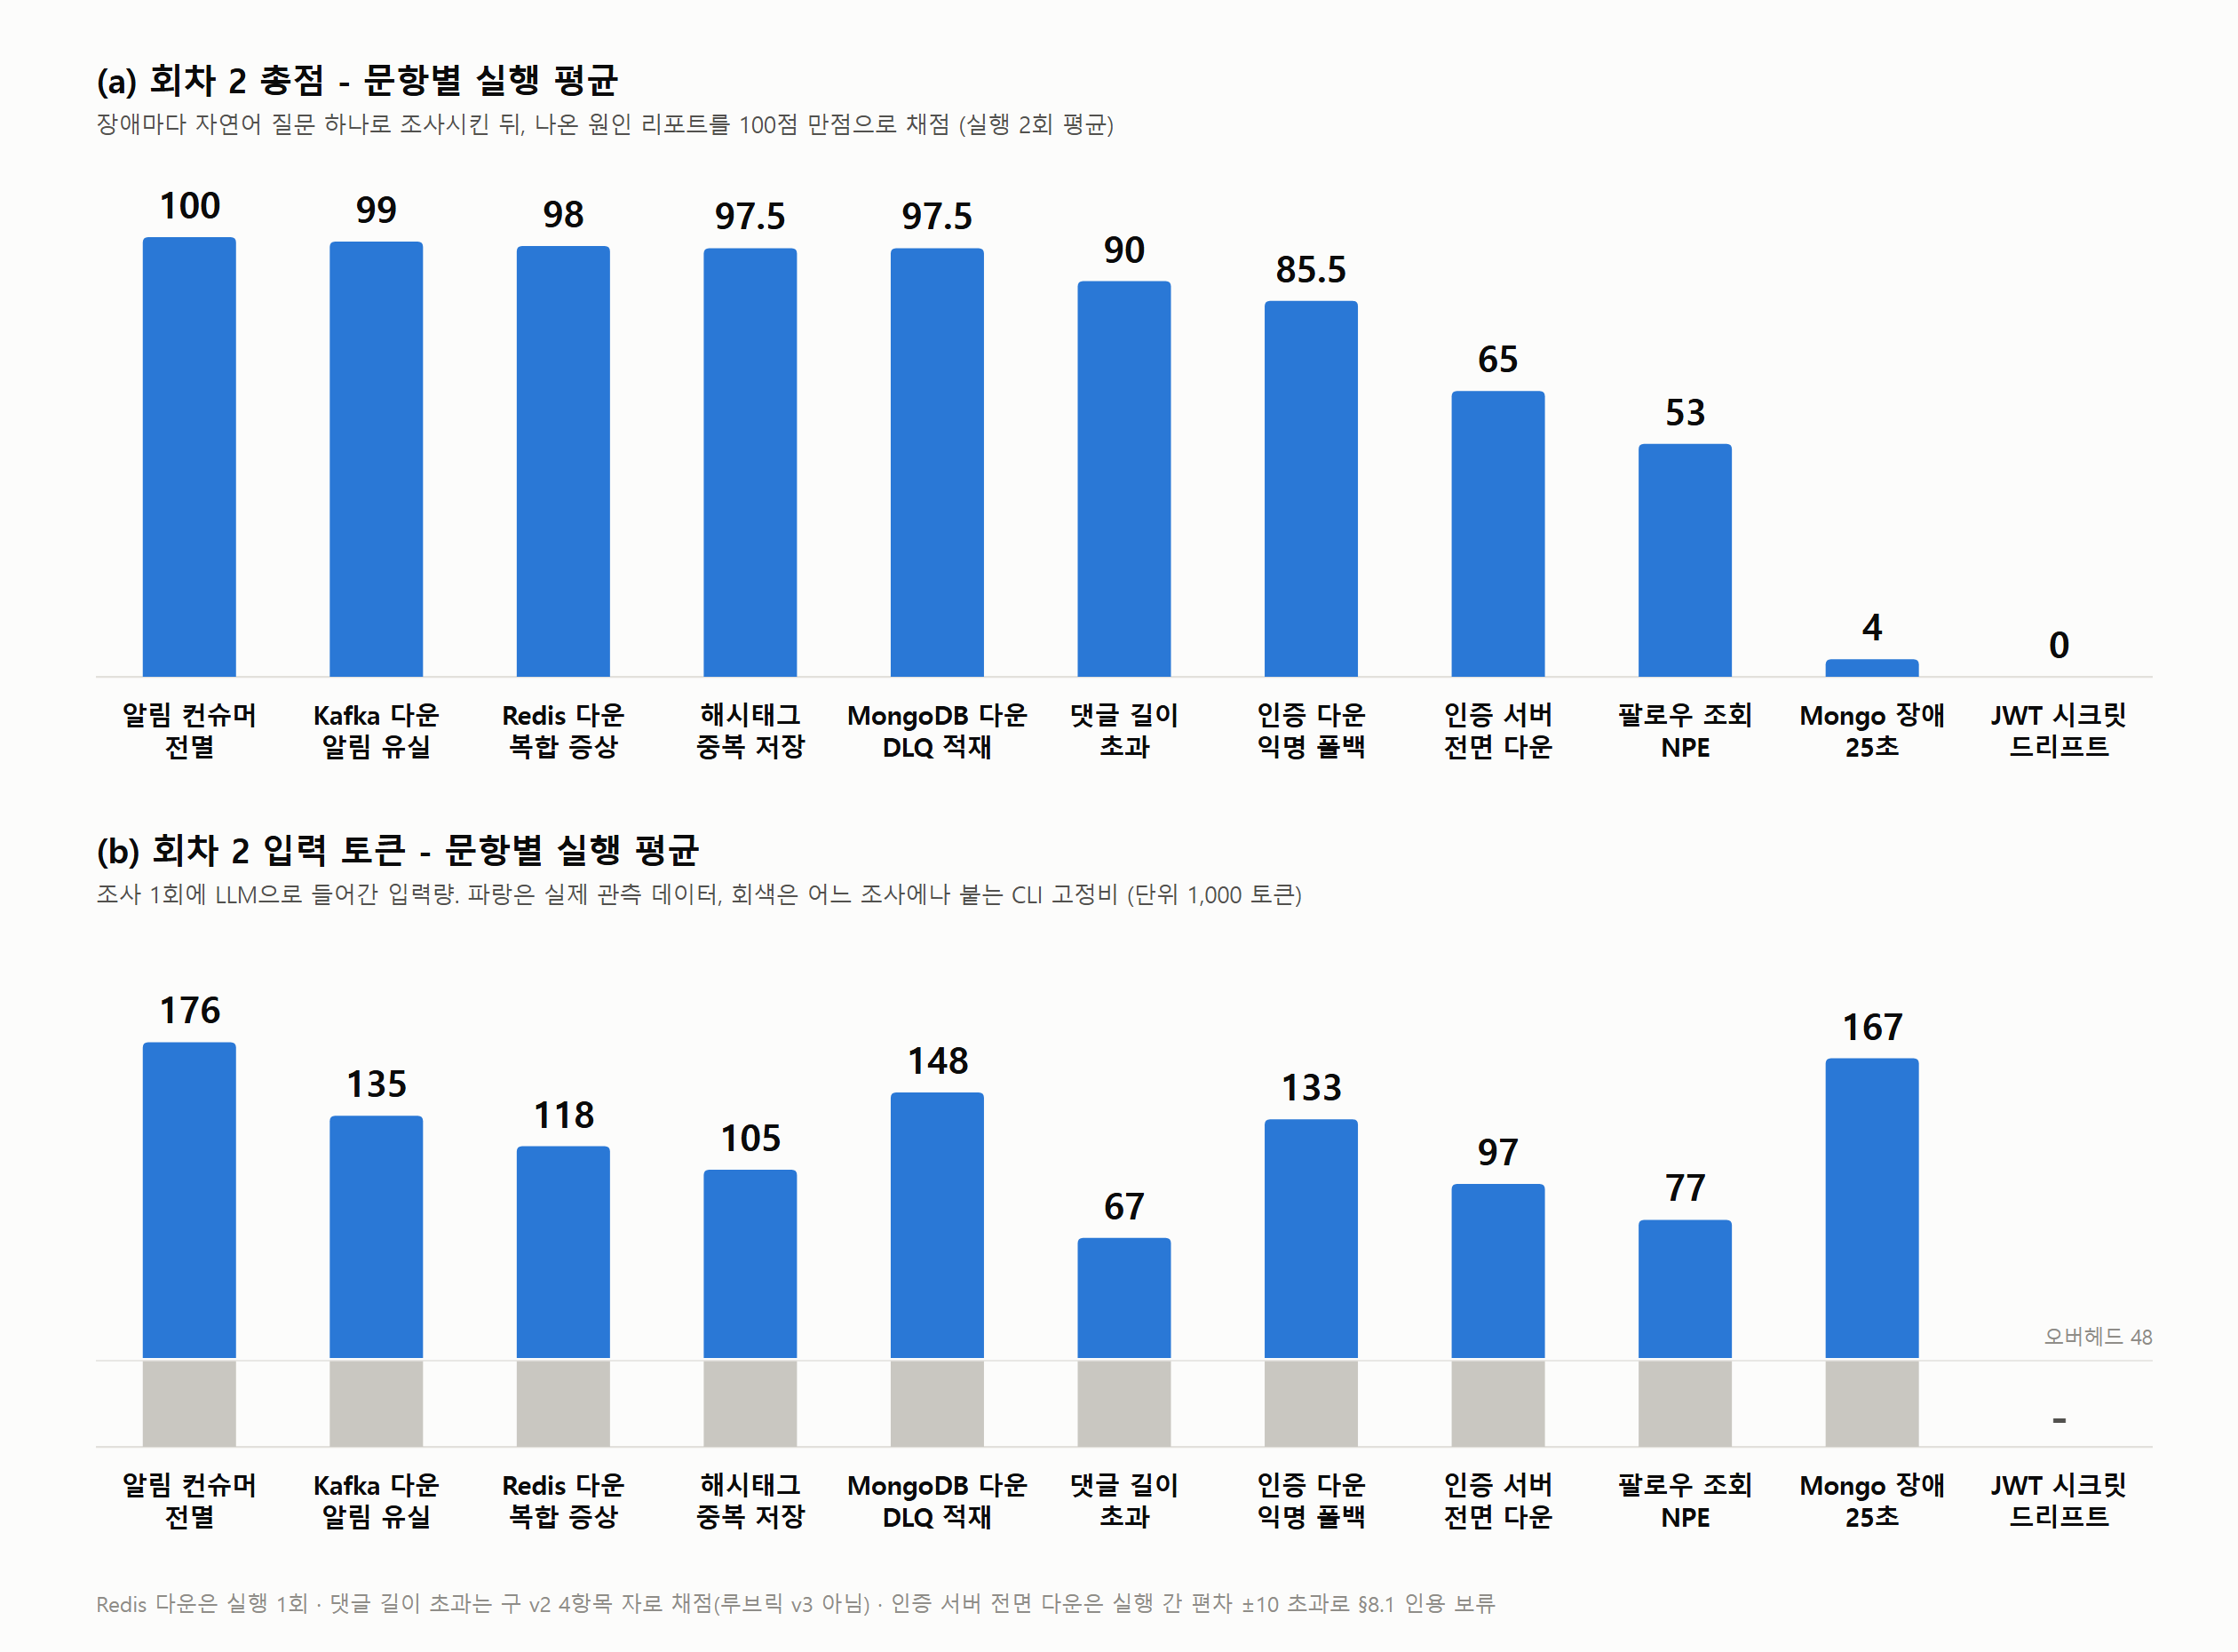 (a) 회차 2 총점 - 문항별 실행 평균
장애마다 자연어 질문 하나로 조사시킨 뒤, 나온 원인 리포트를 100점 만점으로 채점 (실행 2회 평균)
100 99 98 97.5 97.5 90 85.5 65 53 4 0
알림 컨슈머 Kafka 다운 Redis 다운 해시태그 MongoDB 다운 댓글 길이 인증 다운 인증 서버 팔로우 조회 Mongo 장애 JWT 시크릿
전멸 알림 유실 복합 증상 중복 저장 DLQ 적재 초과 익명 폴백 전면 다운 NPE 25초 드리프트
(b) 회차 2 입력 토큰 - 문항별 실행 평균
조사 1회에 LLM으로 들어간 입력량. 파랑은 실제 관측 데이터, 회색은 어느 조사에나 붙는 CLI 고정비 (단위 1,000 토큰)
176 135 118 105 148 67 133 97 77 167
오버헤드 48
-
알림 컨슈머 Kafka 다운 Redis 다운 해시태그 MongoDB 다운 댓글 길이 인증 다운 인증 서버 팔로우 조회 Mongo 장애 JWT 시크릿
전멸 알림 유실 복합 증상 중복 저장 DLQ 적재 초과 익명 폴백 전면 다운 NPE 25초 드리프트
Redis 다운은 실행 1회 · 댓글 길이 초과는 구 v2 4항목 자로 채점(루브릭 v3 아님) · 인증 서버 전면 다운은 실행 간 편차 ±10 초과로 §8.1 인용 보류